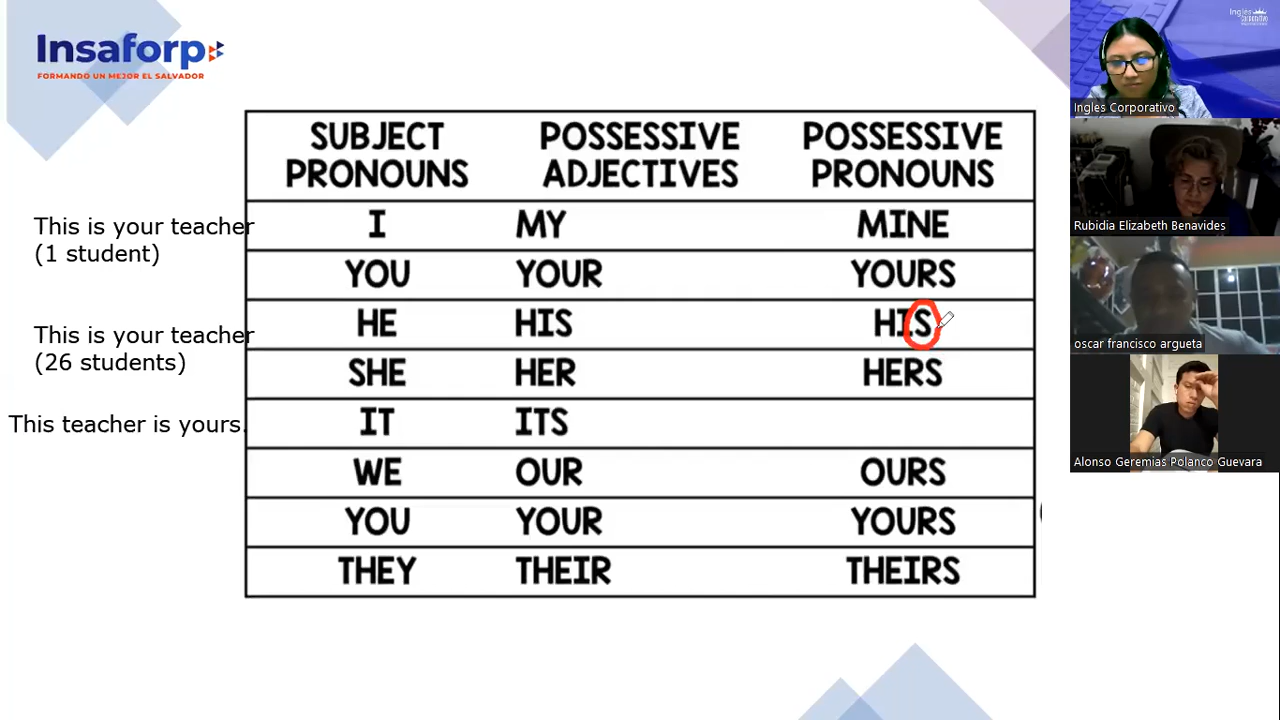 Insaforp
FORMANDO UN MEJOR EL SALVADOR
SUBJECT PRONOUNS POSSESSIVE ADJECTIVES POSSESSIVE PRONOUNS
I MY MINE
YOU YOUR YOURS
HE HIS HIS
SHE HER HERS
IT ITS
WE OUR OURS
YOU YOUR YOURS
THEY THEIR THEIRS
This is your teacher
(1 student)
This is your teacher
(26 students)
This teacher is yours.
Ingles Corporativo
Ingles Corporativo
Rubidia Elizabeth Benavides
oscar francisco argueta
Alonso Geremias Polanco Guevara